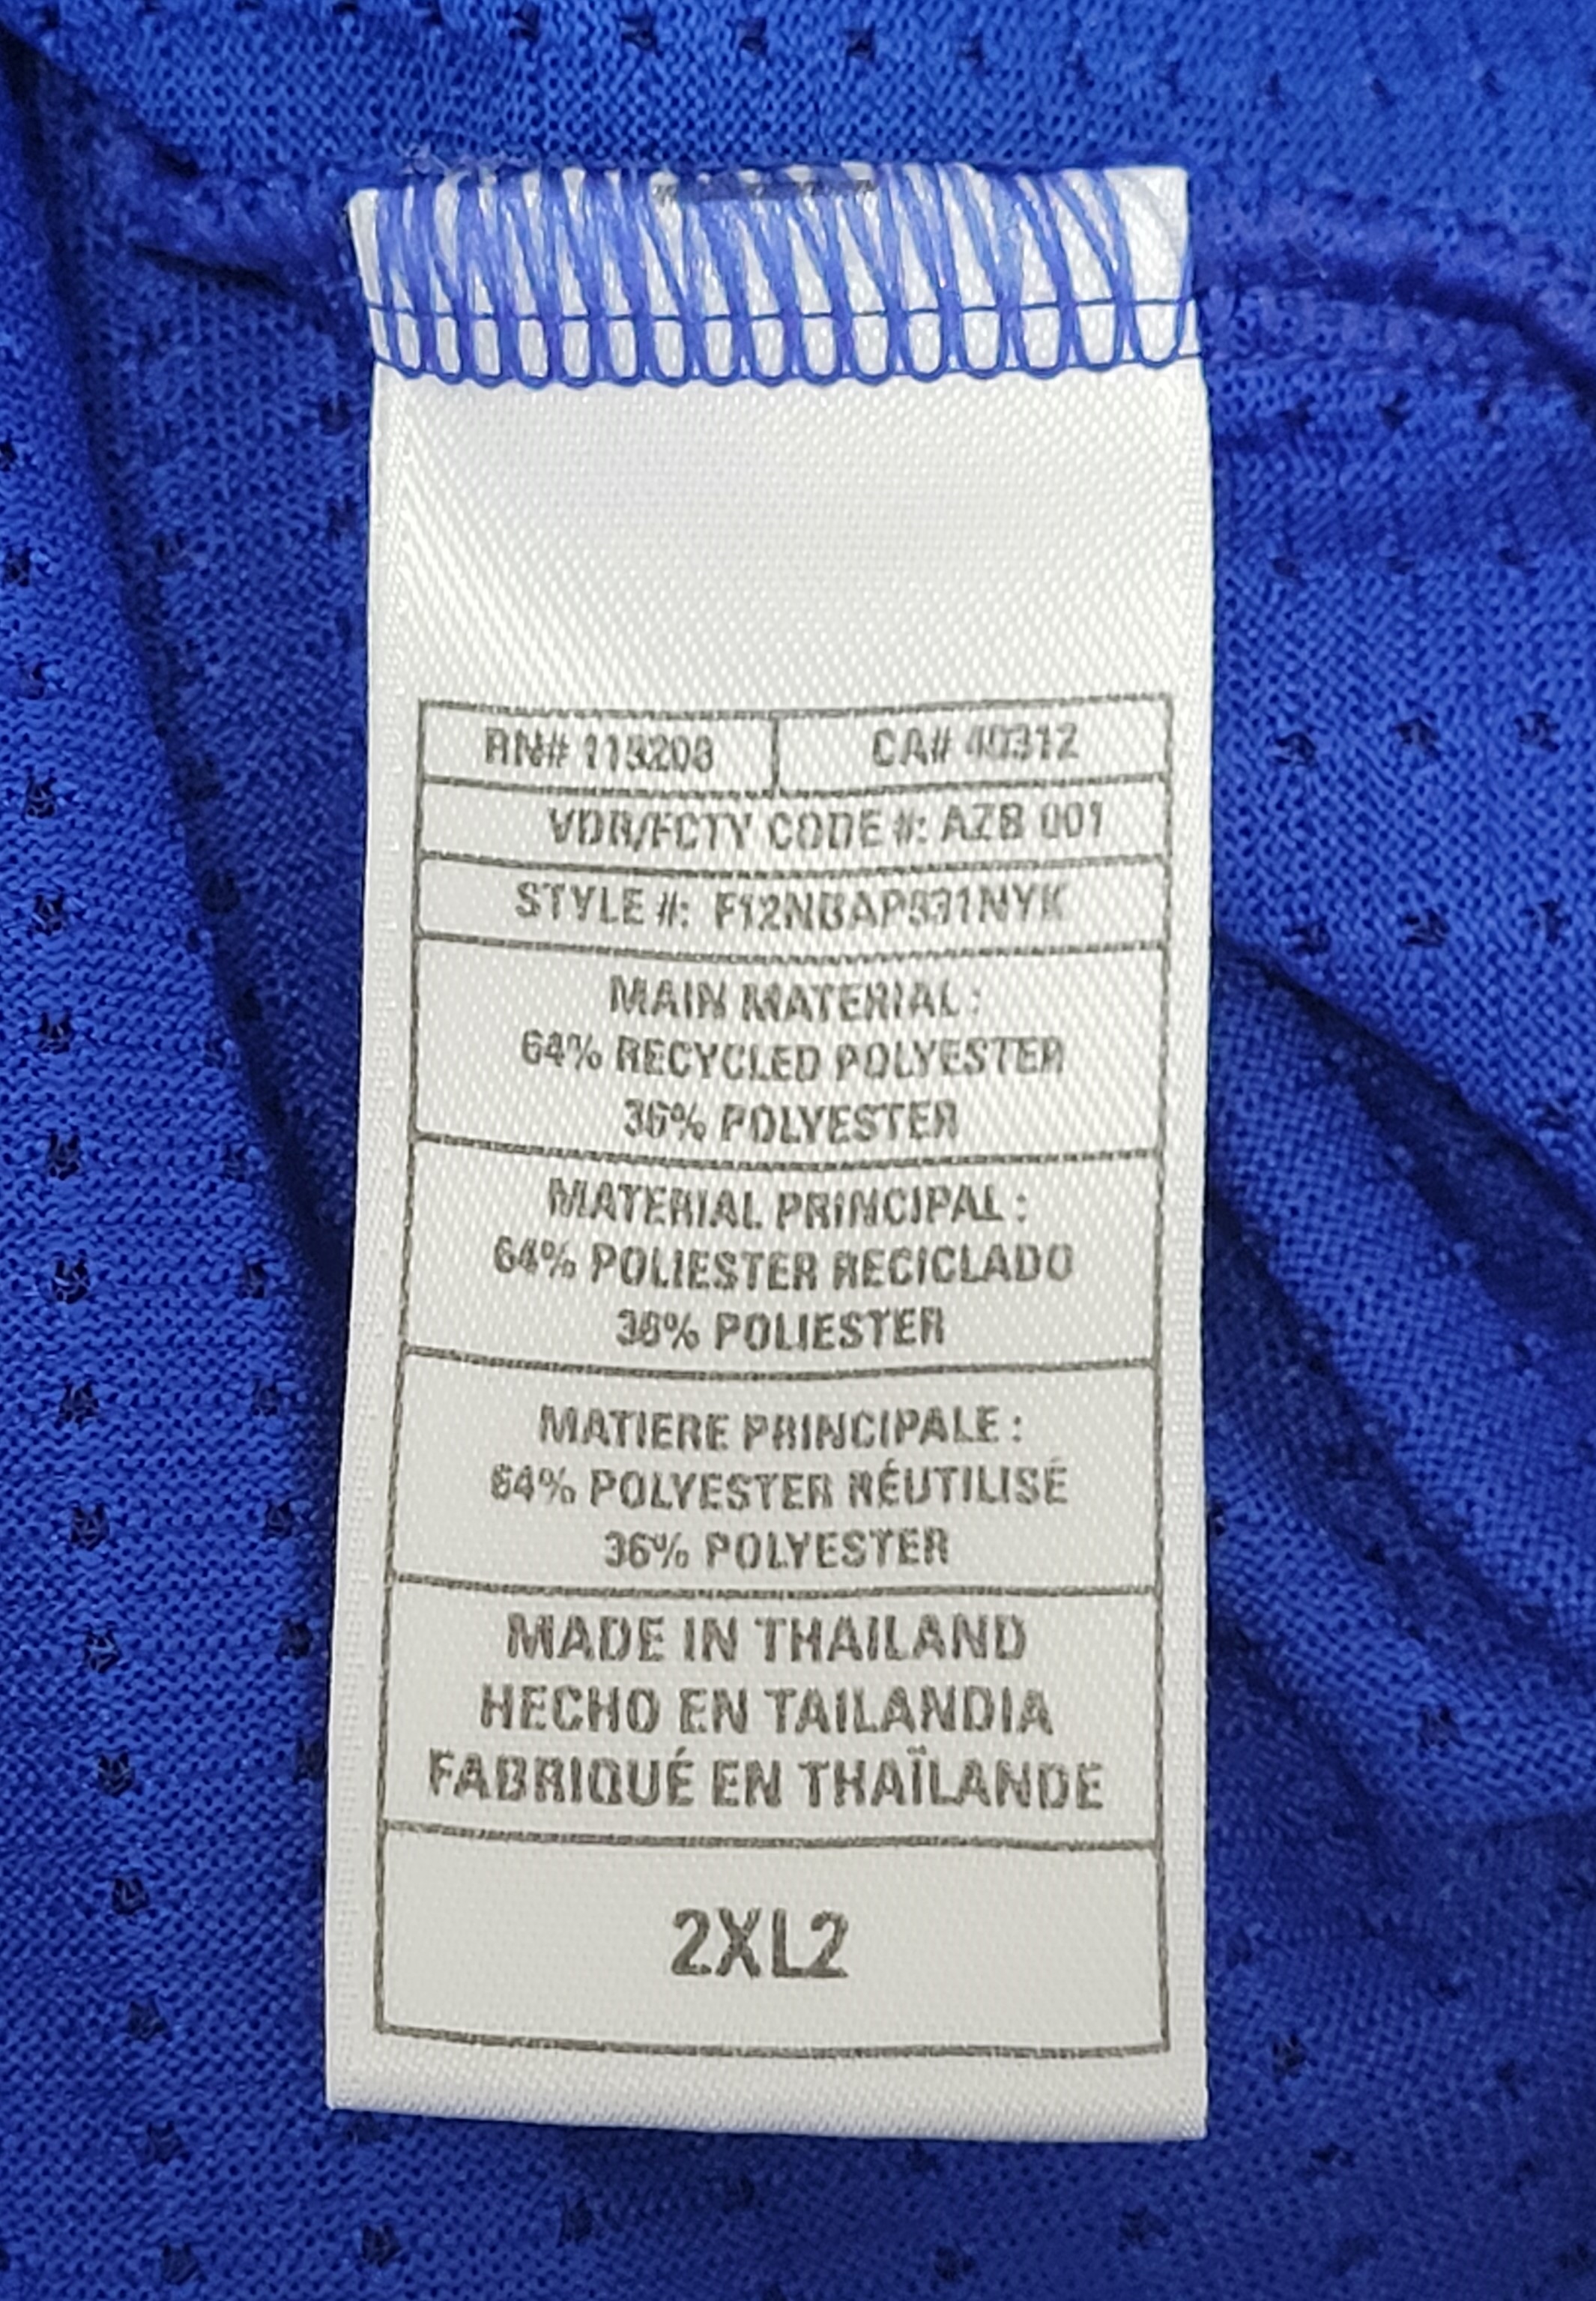 RN# 119208 CA# 40312
VDR/FCTY CODE #: AZB 001
STYLE #: F12NBAP531NYK
MAIN MATERIAL :
64% RECYCLED POLYESTER
36% POLYESTER
MATERIAL PRINCIPAL :
64% POLIESTER RECICLADO
36% POLIESTER
MATIERE PRINCIPALE :
64% POLYESTER RÉUTILISÉ
36% POLYESTER
MADE IN THAILAND
HECHO EN TAILANDIA
FABRIQUÉ EN THAÏLANDE
2XL2